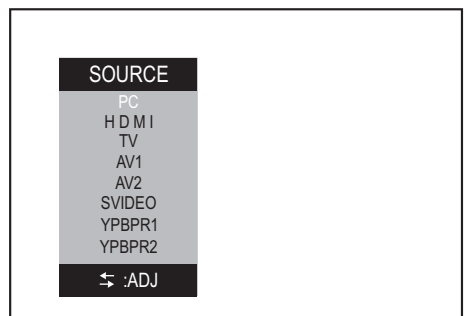 SOURCE
PC
H D M I
TV
AV1
AV2
SVIDEO
YPBPR1
YPBPR2
⇆ :ADJ